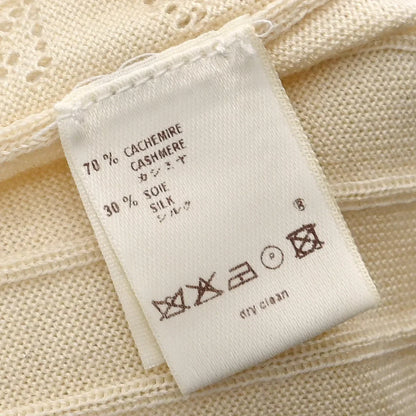 70 % CACHEMIRE
CASHMERE
カシミヤ
30 % SOIE
SILK
シルク
P
dry clean